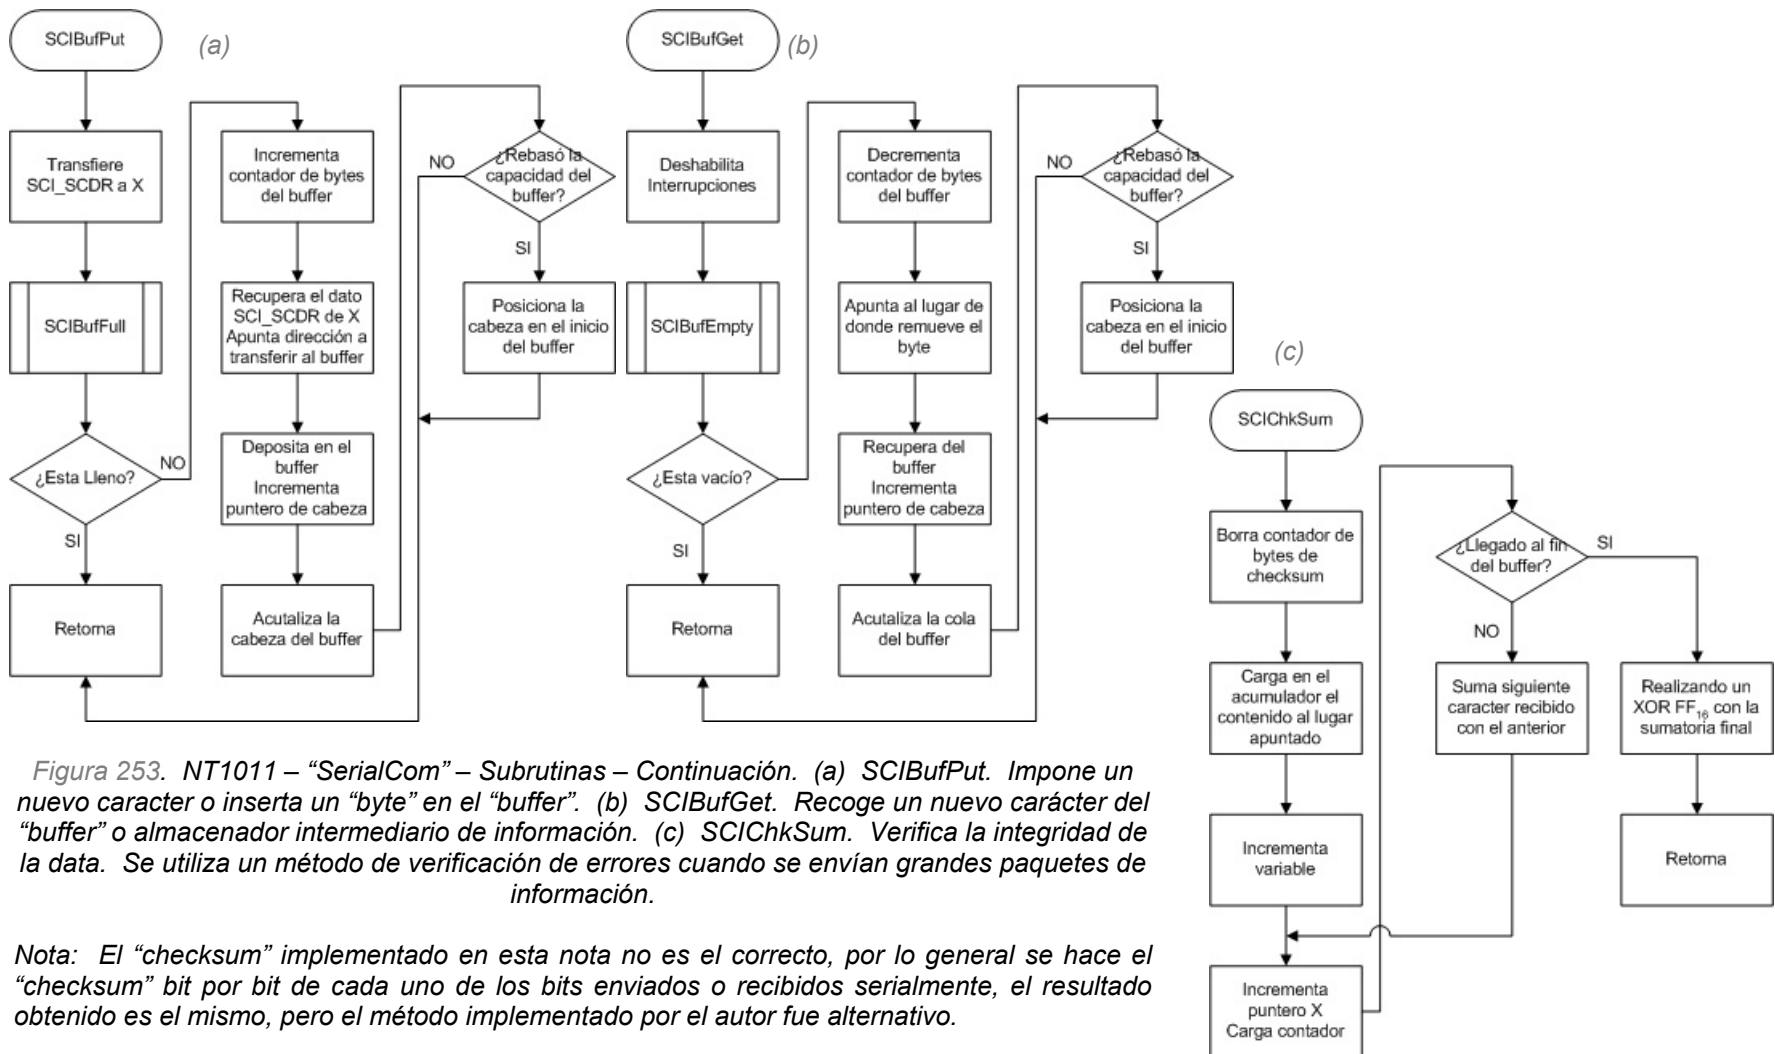 SCIBufPut
(a)
Transfiere
SCI_SCDR a X
SCIBufFull
¿Esta Lleno?
NO
SI
Retorna
Incrementa
contador de bytes
del buffer
Recupera el dato
SCI_SCDR de X
Apunta dirección a
transferir al buffer
Deposita en el
buffer
Incrementa
puntero de cabeza
Acutaliza la
cabeza del buffer
¿Rebasó la
capacidad del
buffer?
NO
SI
Posiciona la
cabeza en el inicio
del buffer
SCIBufGet
(b)
Deshabilita
Interrupciones
SCIBufEmpty
¿Esta vacío?
SI
Retorna
Decrementa
contador de bytes
del buffer
Apunta al lugar de
donde remueve el
byte
Recupera del
buffer
Incrementa
puntero de cabeza
Acutaliza la cola
del buffer
¿Rebasó la
capacidad del
buffer?
NO
SI
Posiciona la
cabeza en el inicio
del buffer
(c)
SCIChkSum
Borra contador de
bytes de
checksum
Carga en el
acumulador el
contenido al lugar
apuntado
Incrementa
variable
Incrementa
puntero X
Carga contador
¿Llegado al fin
del buffer?
SI
NO
Suma siguiente
caracter recibido
con el anterior
Realizando un
XOR FF₁₆ con la
sumatoria final
Retorna
Figura 253. NT1011 – “SerialCom” – Subrutinas – Continuación. (a) SCIBufPut. Impone un
nuevo caracter o inserta un “byte” en el “buffer”. (b) SCIBufGet. Recoge un nuevo carácter del
“buffer” o almacenador intermediario de información. (c) SCIChkSum. Verifica la integridad de
la data. Se utiliza un método de verificación de errores cuando se envían grandes paquetes de
información.
Nota: El “checksum” implementado en esta nota no es el correcto, por lo general se hace el
“checksum” bit por bit de cada uno de los bits enviados o recibidos serialmente, el resultado
obtenido es el mismo, pero el método implementado por el autor fue alternativo.